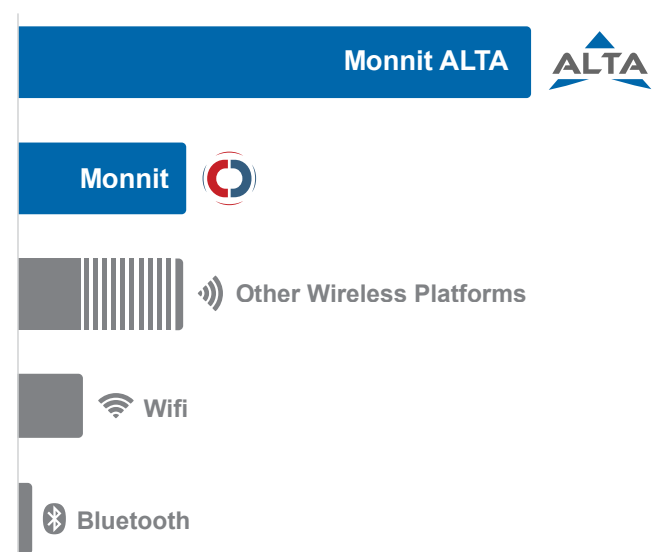 Monnit ALTA
ALTA
Monnit
Other Wireless Platforms
Wifi
Bluetooth